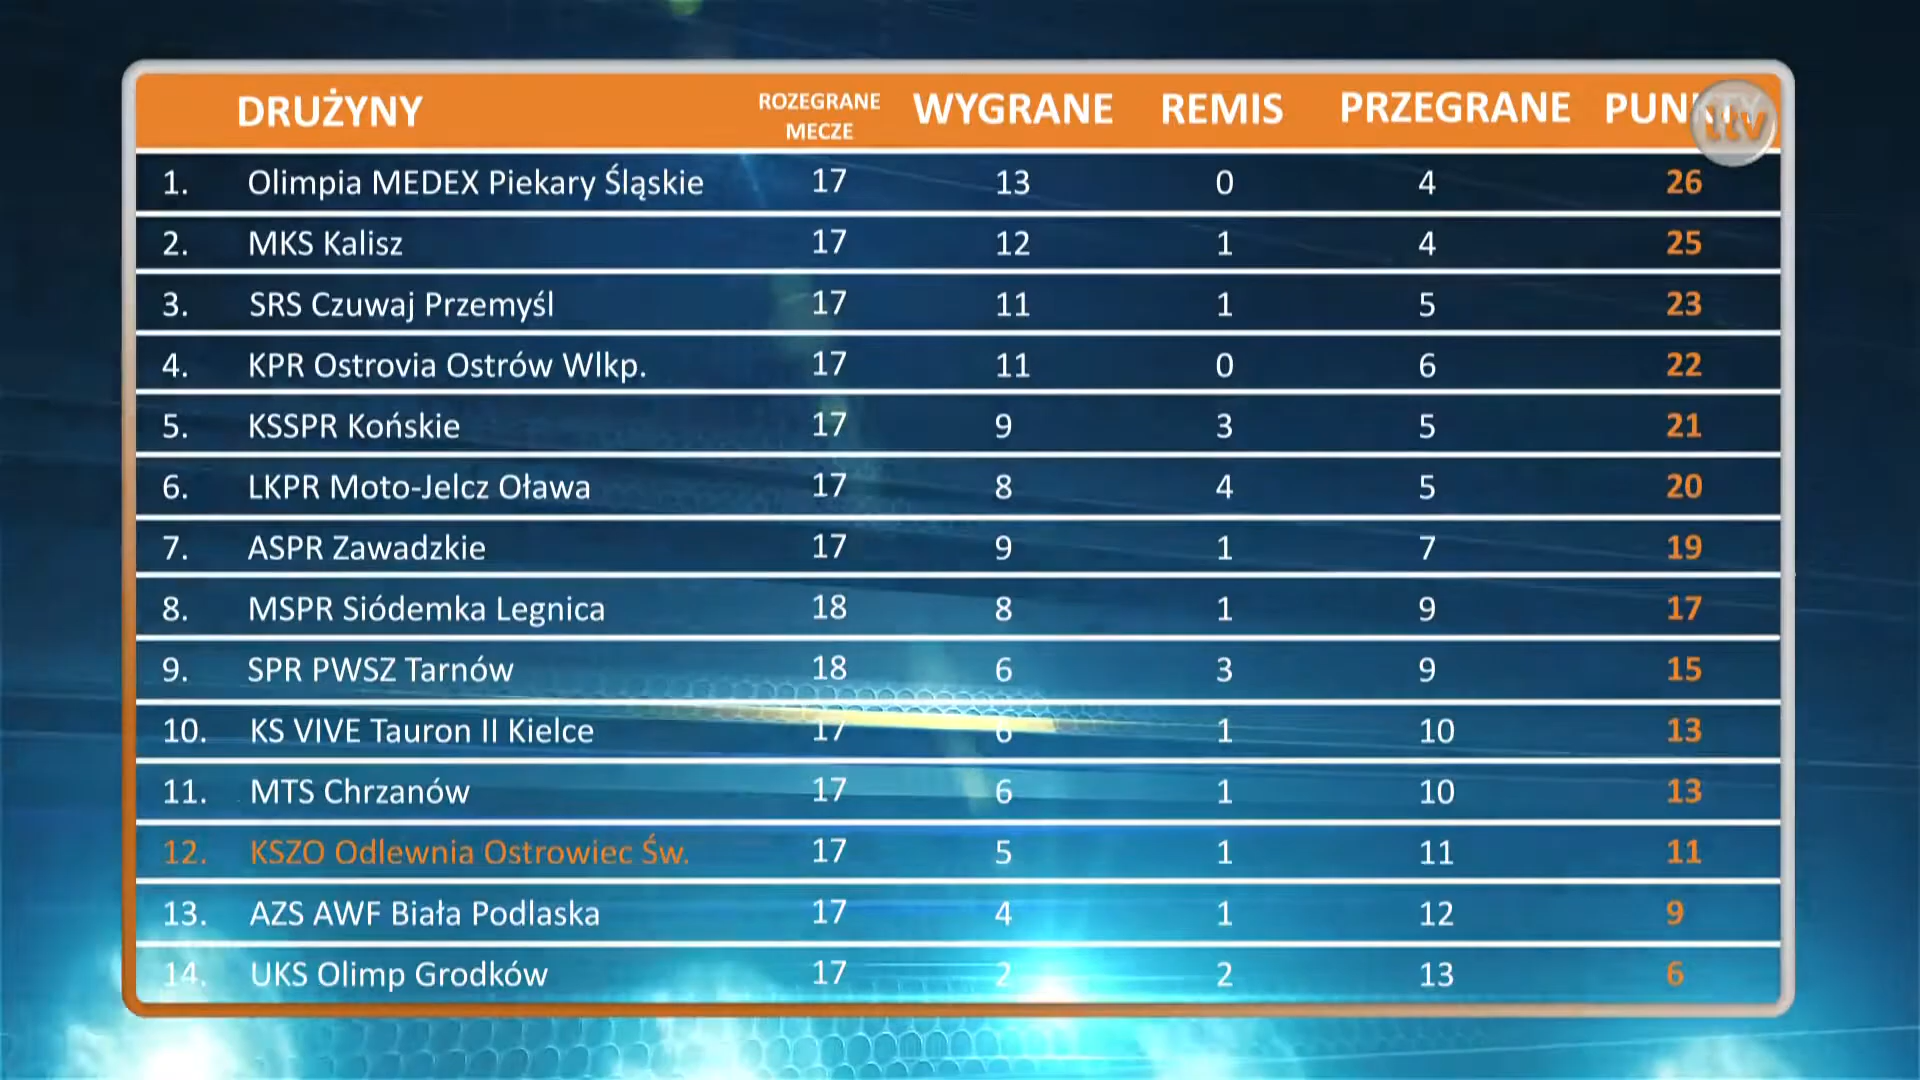 DRUŻYNY ROZEGRANE MECZE WYGRANE REMIS PRZEGRANE PUNKTY
ttv
1. Olimpia MEDEX Piekary Śląskie 17 13 0 4 26
2. MKS Kalisz 17 12 1 4 25
3. SRS Czuwaj Przemyśl 17 11 1 5 23
4. KPR Ostrovia Ostrów Wlkp. 17 11 0 6 22
5. KSSPR Końskie 17 9 3 5 21
6. LKPR Moto-Jelcz Oława 17 8 4 5 20
7. ASPR Zawadzkie 17 9 1 7 19
8. MSPR Siódemka Legnica 18 8 1 9 17
9. SPR PWSZ Tarnów 18 6 3 9 15
10. KS VIVE Tauron II Kielce 17 6 1 10 13
11. MTS Chrzanów 17 6 1 10 13
12. KSZO Odlewnia Ostrowiec Św. 17 5 1 11 11
13. AZS AWF Biała Podlaska 17 4 1 12 9
14. UKS Olimp Grodków 17 2 2 13 6